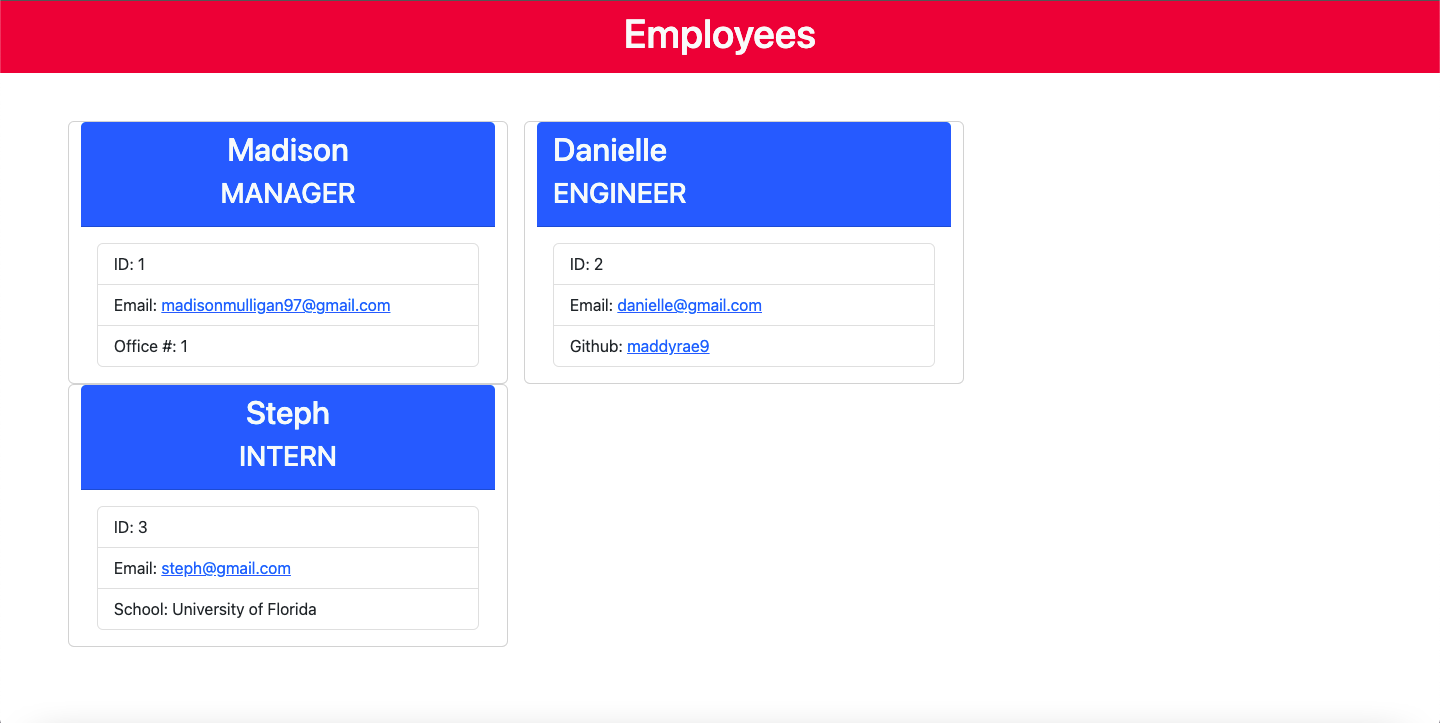 Employees
Madison
MANAGER
ID: 1
Email: madisonmulligan97@gmail.com
Office #: 1
Danielle
ENGINEER
ID: 2
Email: danielle@gmail.com
Github: maddyrae9
Steph
INTERN
ID: 3
Email: steph@gmail.com
School: University of Florida